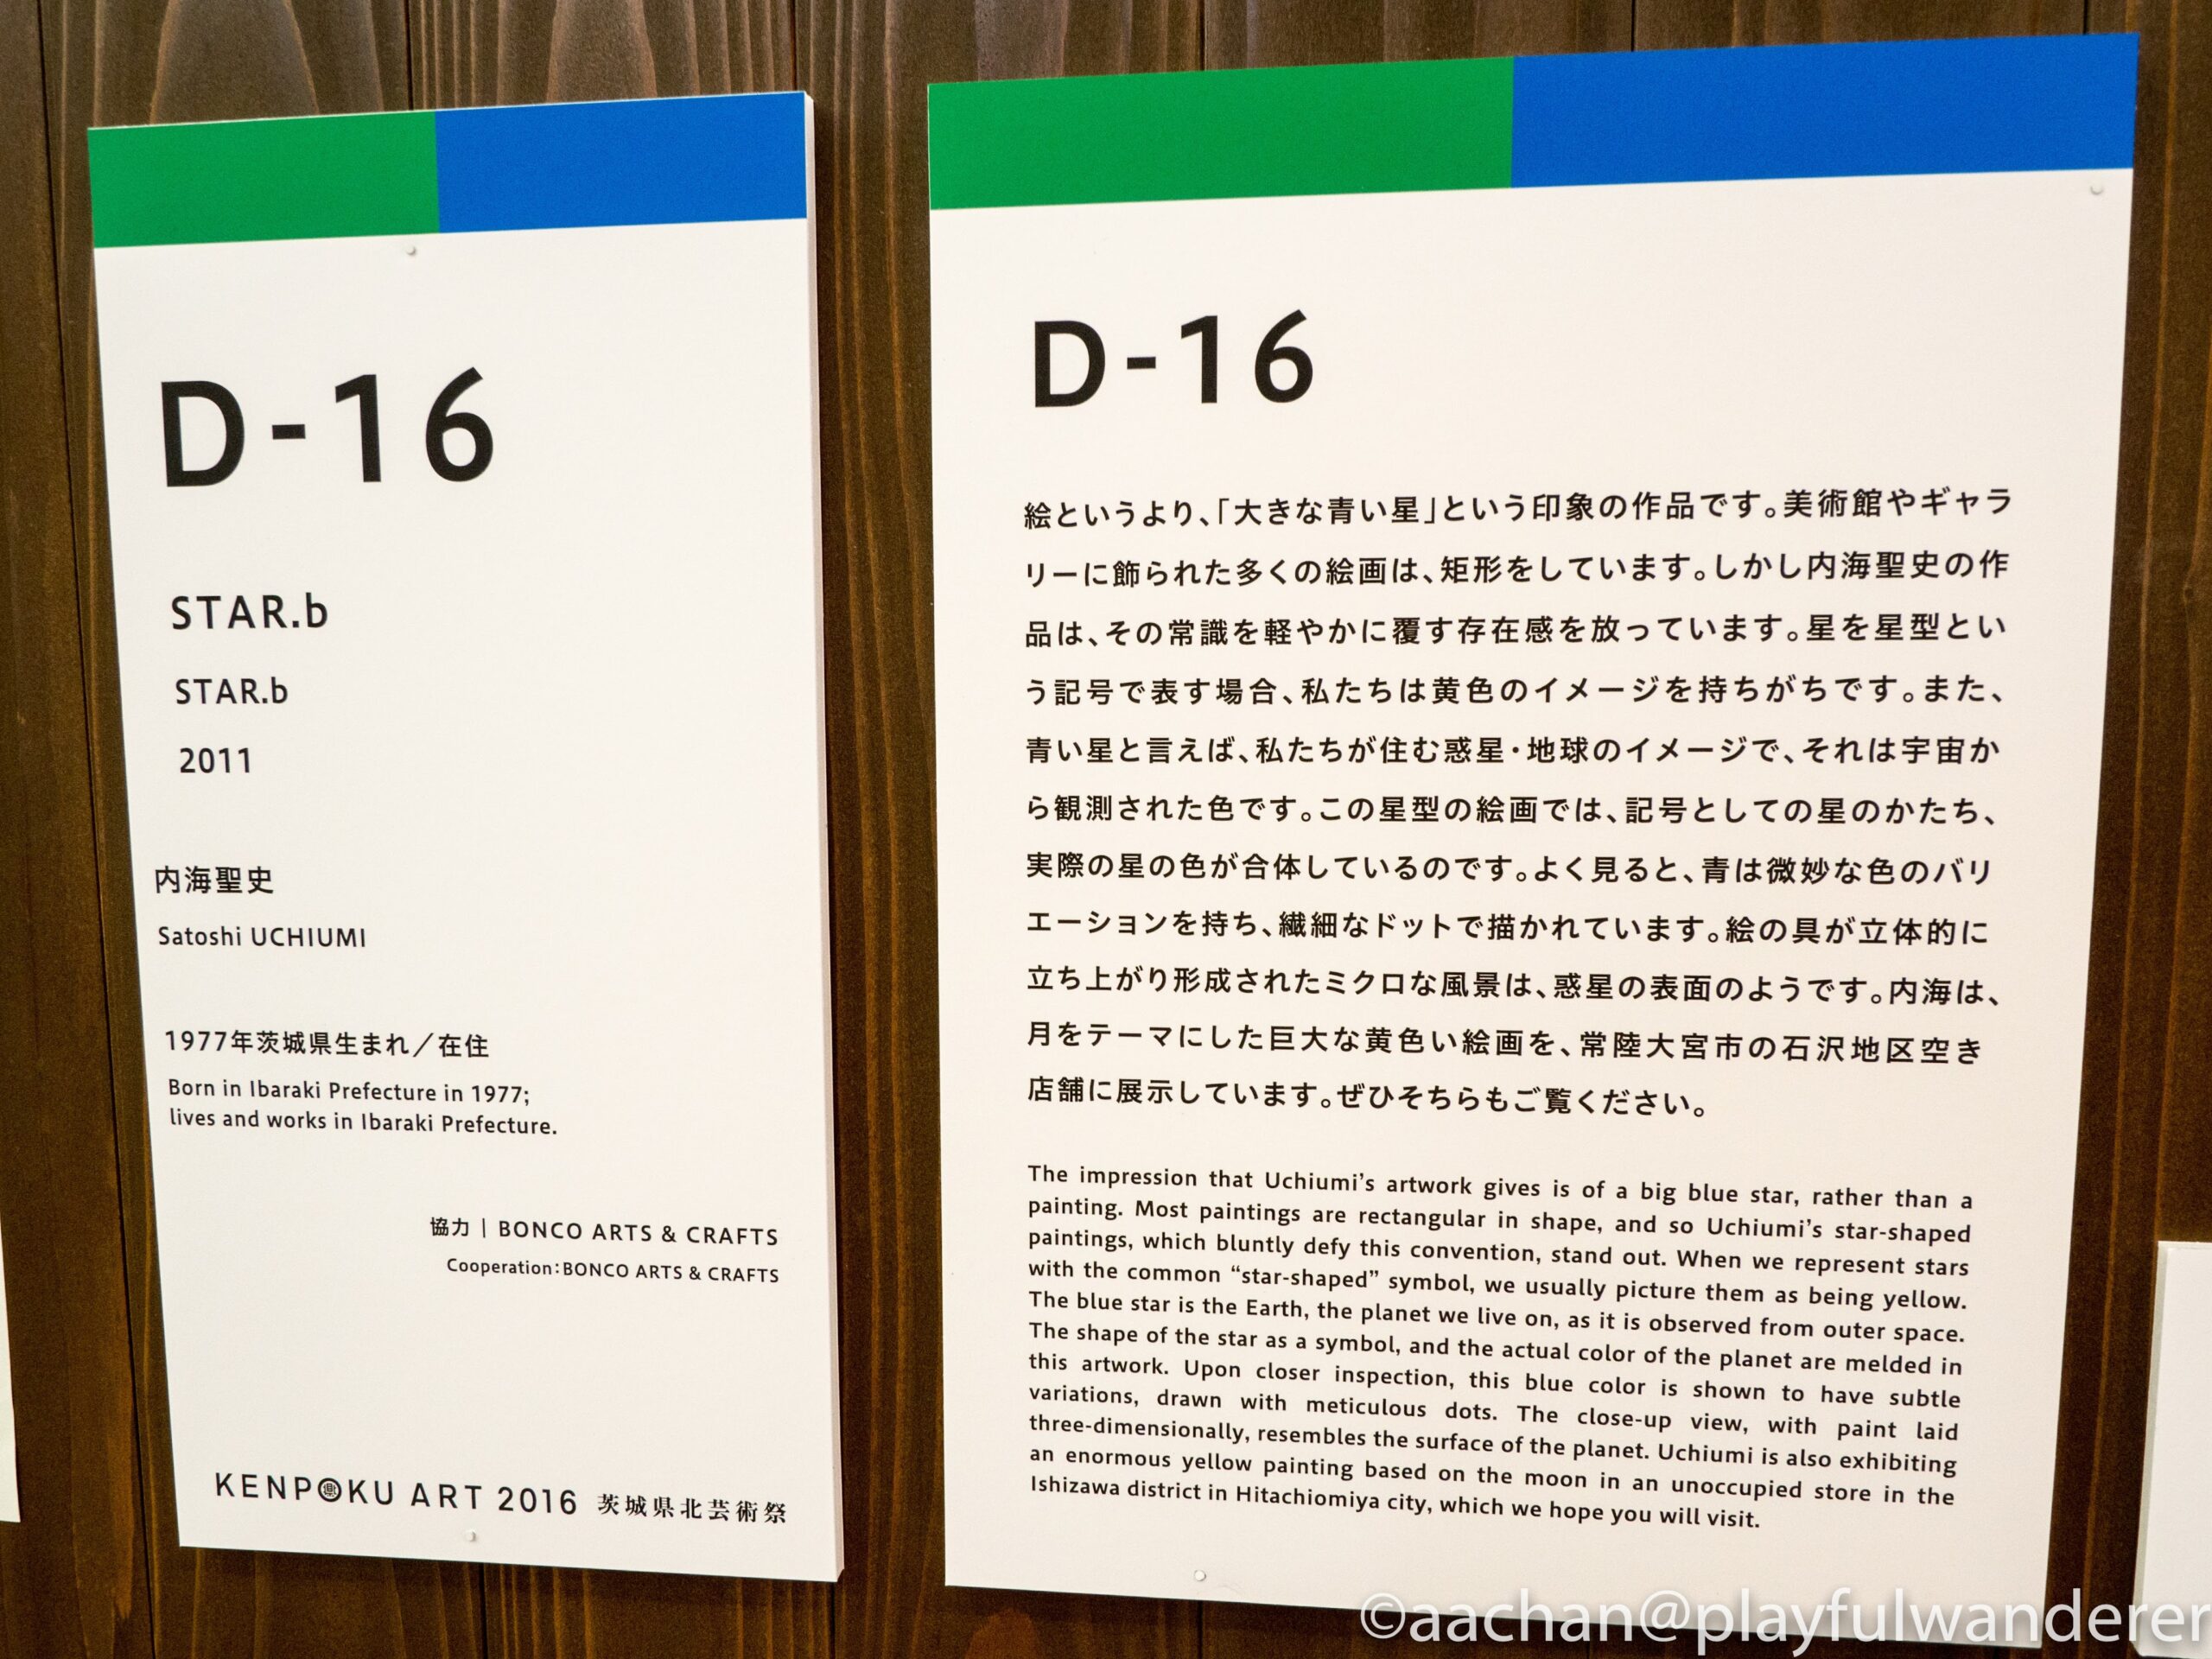 D-16
STAR.b
STAR.b
2011
内海聖史
Satoshi UCHIUMI
1977年茨城県生まれ／在住
Born in Ibaraki Prefecture in 1977;
lives and works in Ibaraki Prefecture.
協力｜BONCO ARTS & CRAFTS
Cooperation:BONCO ARTS & CRAFTS
KENPOKU ART 2016 茨城県北芸術祭
D-16
絵というより、「大きな青い星」という印象の作品です。美術館やギャラ
リーに飾られた多くの絵画は、矩形をしています。しかし内海聖史の作
品は、その常識を軽やかに覆す存在感を放っています。星を星型とい
う記号で表す場合、私たちは黄色のイメージを持ちがちです。また、
青い星と言えば、私たちが住む惑星・地球のイメージで、それは宇宙か
ら観測された色です。この星型の絵画では、記号としての星のかたち、
実際の星の色が合体しているのです。よく見ると、青は微妙な色のバリ
エーションを持ち、繊細なドットで描かれています。絵の具が立体的に
立ち上がり形成されたミクロな風景は、惑星の表面のようです。内海は、
月をテーマにした巨大な黄色い絵画を、常陸大宮市の石沢地区空き
店舗に展示しています。ぜひそちらもご覧ください。
The impression that Uchiumi's artwork gives is of a big blue star, rather than a
painting. Most paintings are rectangular in shape, and so Uchiumi's star-shaped
paintings, which bluntly defy this convention, stand out. When we represent stars
with the common “star-shaped” symbol, we usually picture them as being yellow.
The blue star is the Earth, the planet we live on, as it is observed from outer space.
The shape of the star as a symbol, and the actual color of the planet are melded in
this artwork. Upon closer inspection, this blue color is shown to have subtle
variations, drawn with meticulous dots. The close-up view, with paint laid
three-dimensionally, resembles the surface of the planet. Uchiumi is also exhibiting
an enormous yellow painting based on the moon in an unoccupied store in the
Ishizawa district in Hitachiomiya city, which we hope you will visit.
©aachan@playfulwanderer